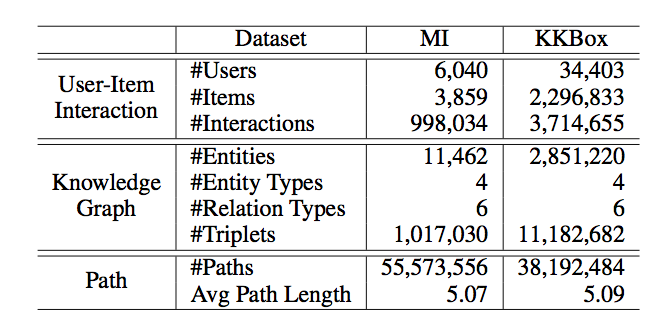 Dataset MI KKBox
User-Item Interaction
#Users 6,040 34,403
#Items 3,859 2,296,833
#Interactions 998,034 3,714,655
Knowledge Graph
#Entities 11,462 2,851,220
#Entity Types 4 4
#Relation Types 6 6
#Triplets 1,017,030 11,182,682
Path
#Paths 55,573,556 38,192,484
Avg Path Length 5.07 5.09